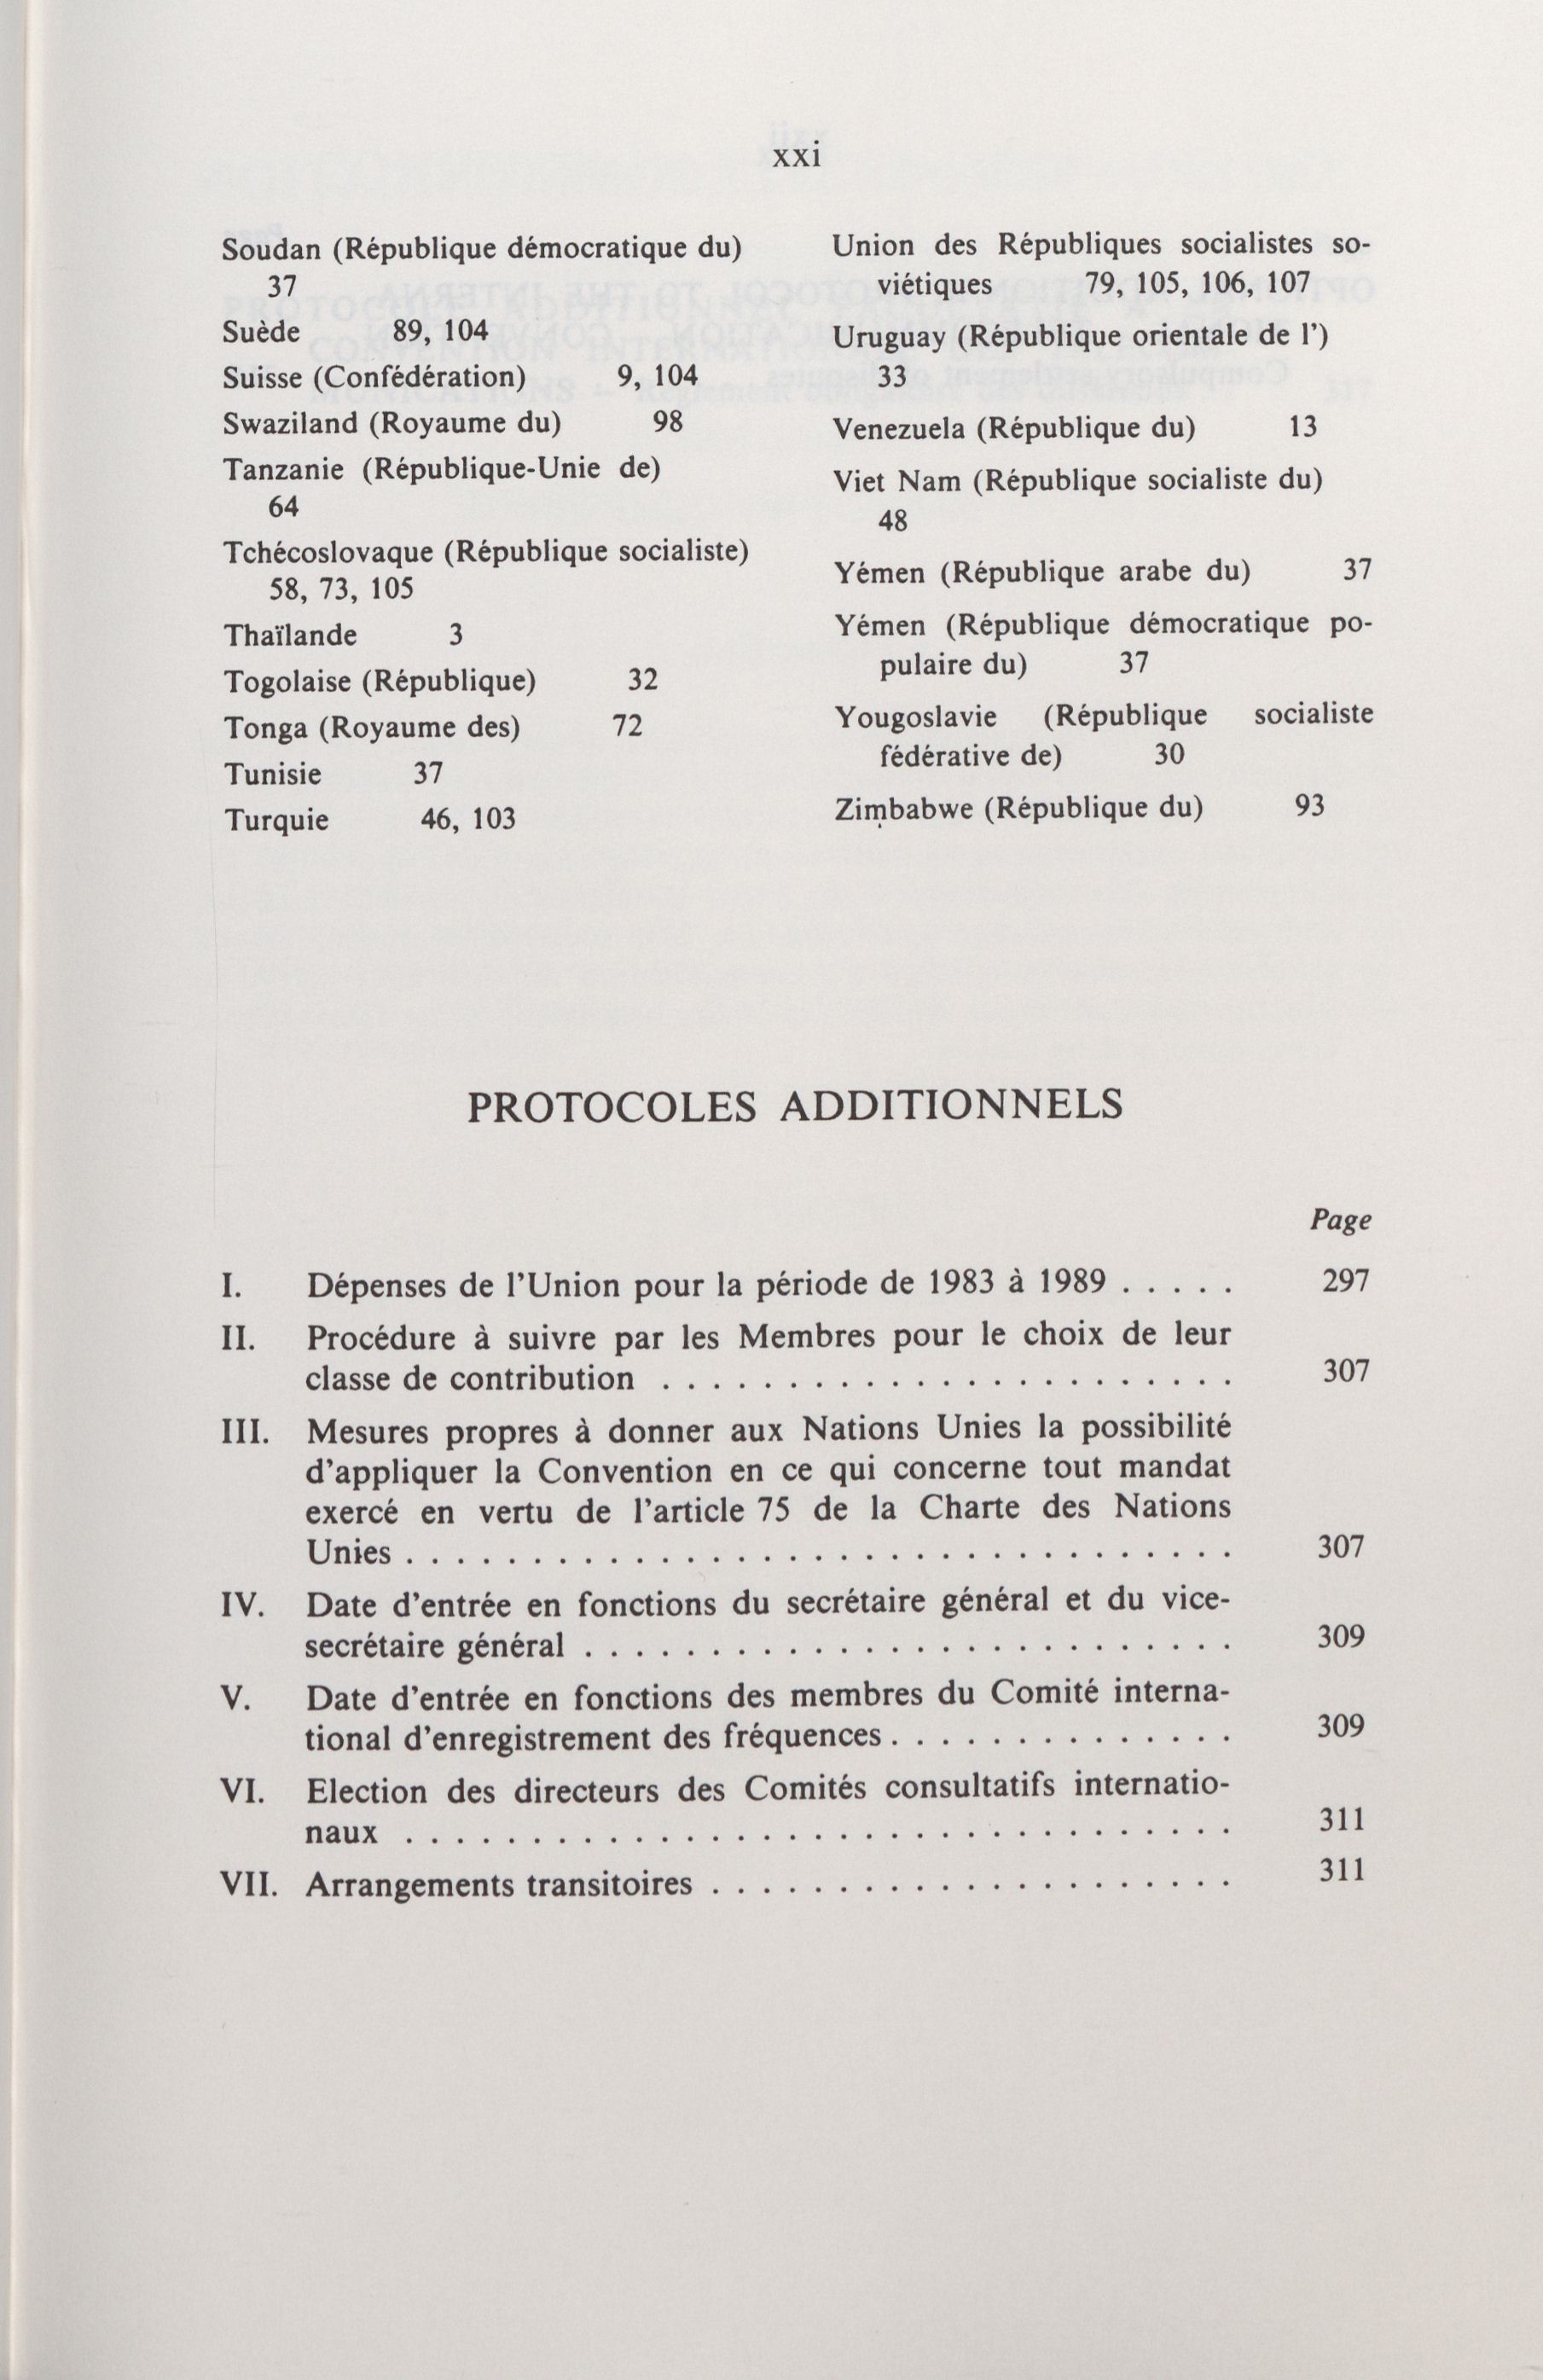 xxi
Soudan (République démocratique du)
37
Suède 89, 104
Suisse (Confédération) 9, 104
Swaziland (Royaume du) 98
Tanzanie (République-Unie de)
64
Tchécoslovaque (République socialiste)
58, 73, 105
Thaïlande 3
Togolaise (République) 32
Tonga (Royaume des) 72
Tunisie 37
Turquie 46, 103
Union des Républiques socialistes so-
viétiques 79, 105, 106, 107
Uruguay (République orientale de l')
33
Venezuela (République du) 13
Viet Nam (République socialiste du)
48
Yémen (République arabe du) 37
Yémen (République démocratique po-
pulaire du) 37
Yougoslavie (République socialiste
fédérative de) 30
Zimbabwe (République du) 93
PROTOCOLES ADDITIONNELS
Page
I. Dépenses de l'Union pour la période de 1983 à 1989 . . . . . 297
II. Procédure à suivre par les Membres pour le choix de leur
classe de contribution . . . . . . . . . . . . . . . . . . . . . . . 307
III. Mesures propres à donner aux Nations Unies la possibilité
d'appliquer la Convention en ce qui concerne tout mandat
exercé en vertu de l'article 75 de la Charte des Nations
Unies . . . . . . . . . . . . . . . . . . . . . . . . . . . . . . . . . 307
IV. Date d'entrée en fonctions du secrétaire général et du vice-
secrétaire général . . . . . . . . . . . . . . . . . . . . . . . . . . 309
V. Date d'entrée en fonctions des membres du Comité interna-
tional d'enregistrement des fréquences . . . . . . . . . . . . . . 309
VI. Election des directeurs des Comités consultatifs internatio-
naux . . . . . . . . . . . . . . . . . . . . . . . . . . . . . . . . . 311
VII. Arrangements transitoires . . . . . . . . . . . . . . . . . . . . . 311